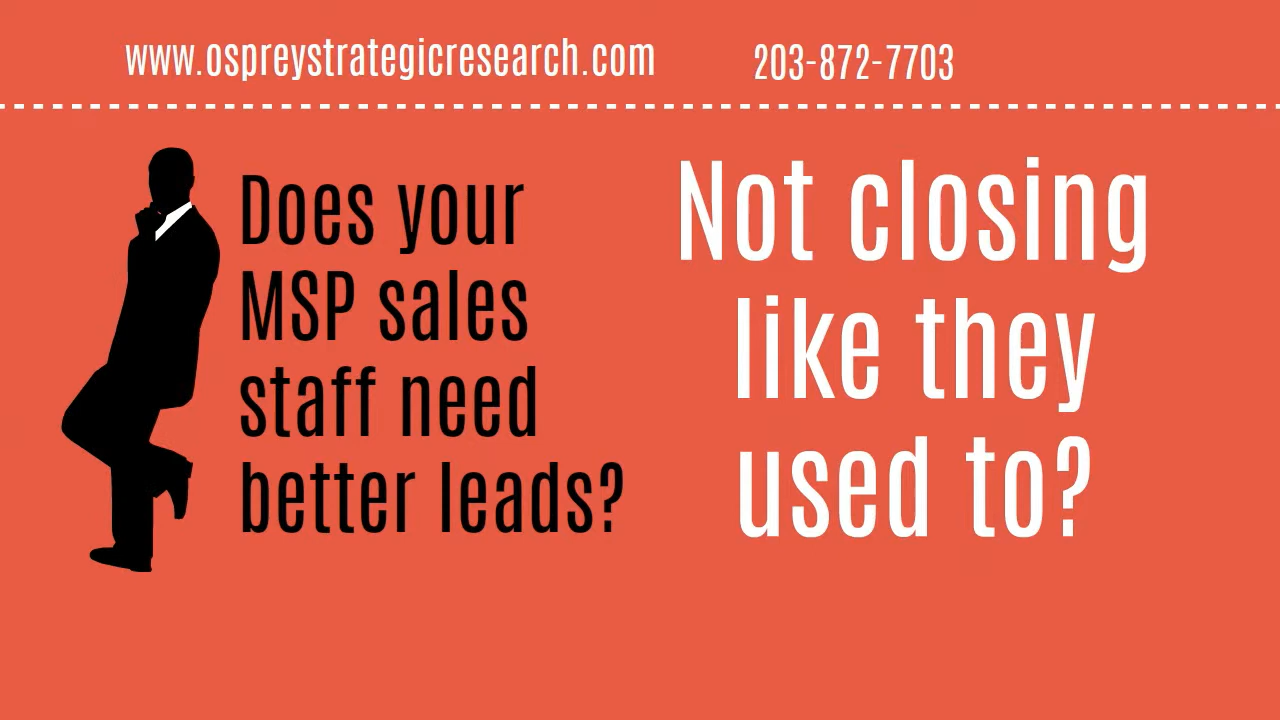 www.ospreystrategicresearch.com
203-872-7703
Does your
MSP sales
staff need
better leads?
Not closing
like they
used to?